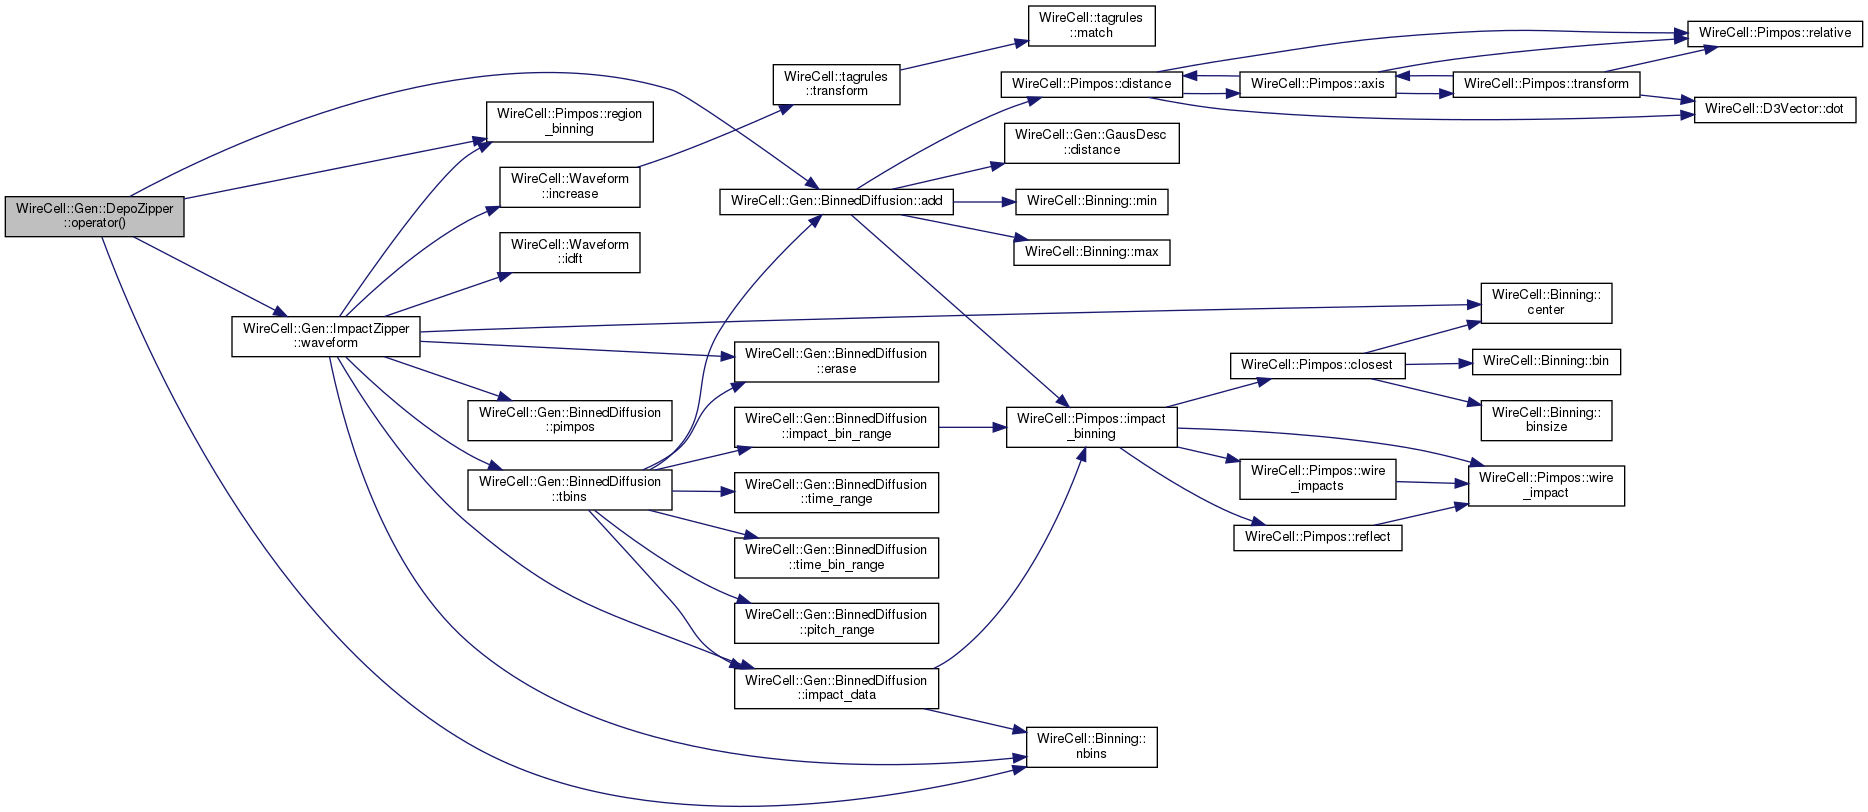 WireCell::Gen::DepoZipper
::operator()
WireCell::Pimpos::region
_binning
WireCell::Waveform
::increase
WireCell::Waveform
::idft
WireCell::Gen::ImpactZipper
::waveform
WireCell::Gen::BinnedDiffusion
::pimpos
WireCell::Gen::BinnedDiffusion
::tbins
WireCell::tagrules
::transform
WireCell::Gen::BinnedDiffusion::add
WireCell::Gen::BinnedDiffusion
::erase
WireCell::Gen::BinnedDiffusion
::impact_bin_range
WireCell::Gen::BinnedDiffusion
::time_range
WireCell::Gen::BinnedDiffusion
::time_bin_range
WireCell::Gen::BinnedDiffusion
::pitch_range
WireCell::Gen::BinnedDiffusion
::impact_data
WireCell::tagrules
::match
WireCell::Pimpos::distance
WireCell::Gen::GausDesc
::distance
WireCell::Binning::min
WireCell::Binning::max
WireCell::Pimpos::impact
_binning
WireCell::Binning::
nbins
WireCell::Pimpos::axis
WireCell::Pimpos::closest
WireCell::Pimpos::wire
_impacts
WireCell::Pimpos::reflect
WireCell::Pimpos::transform
WireCell::Binning::
center
WireCell::Binning::bin
WireCell::Binning::
binsize
WireCell::Pimpos::wire
_impact
WireCell::Pimpos::relative
WireCell::D3Vector::dot